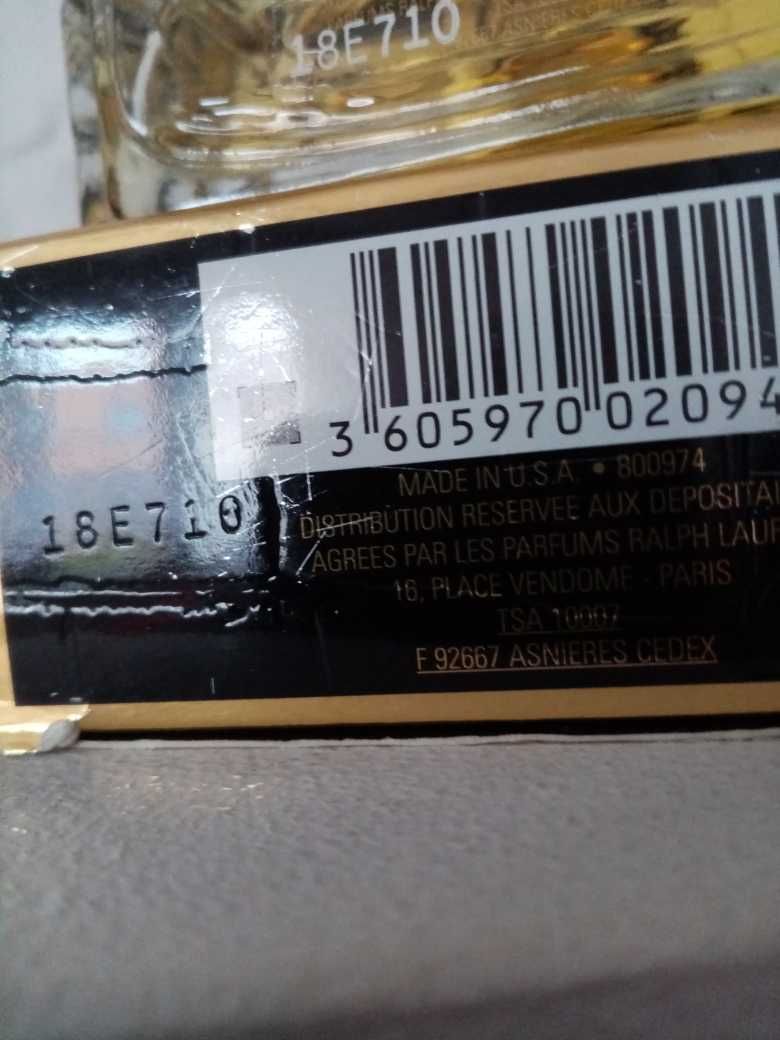 18E710
3 605970 02094
18E710
MADE IN U.S.A. • 800974
DISTRIBUTION RESERVEE AUX DEPOSITAI
AGREES PAR LES PARFUMS RALPH LAUR
16, PLACE VENDOME - PARIS
TSA 10007
F 92667 ASNIERES CEDEX